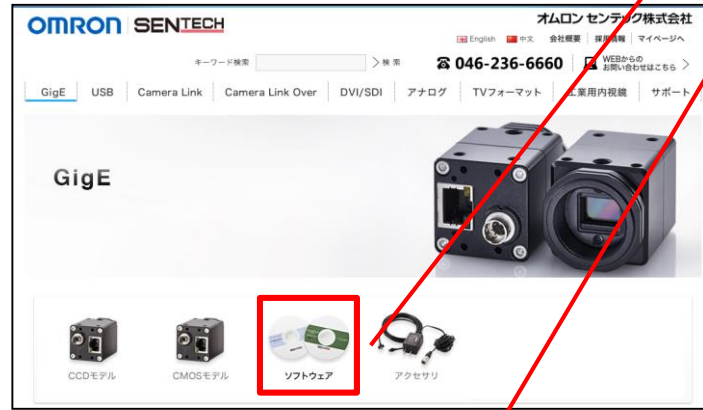 OMRON SENTECH
オムロン センテック株式会社
English 中文 会社概要 採用情報 マイページへ
キーワード検索 >検索 046-236-6660 WEBからの
お問い合わせはこちら >
GigE USB Camera Link Camera Link Over DVI/SDI アナログ TVフォーマット 工業用内視鏡 サポート
GigE
CCDモデル CMOSモデル ソフトウェア アクセサリ